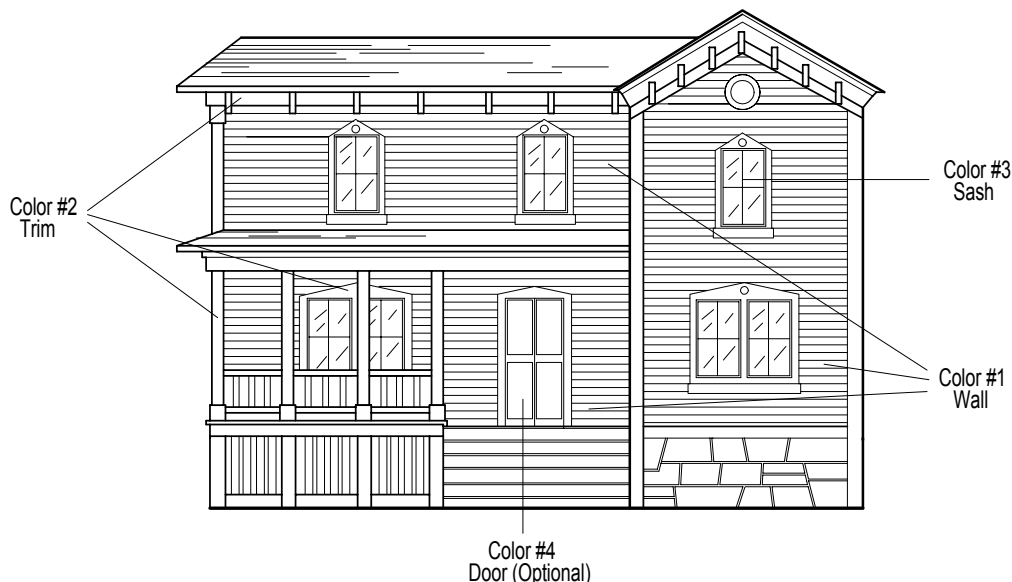 Color #2
Trim
Color #3
Sash
Color #1
Wall
Color #4
Door (Optional)